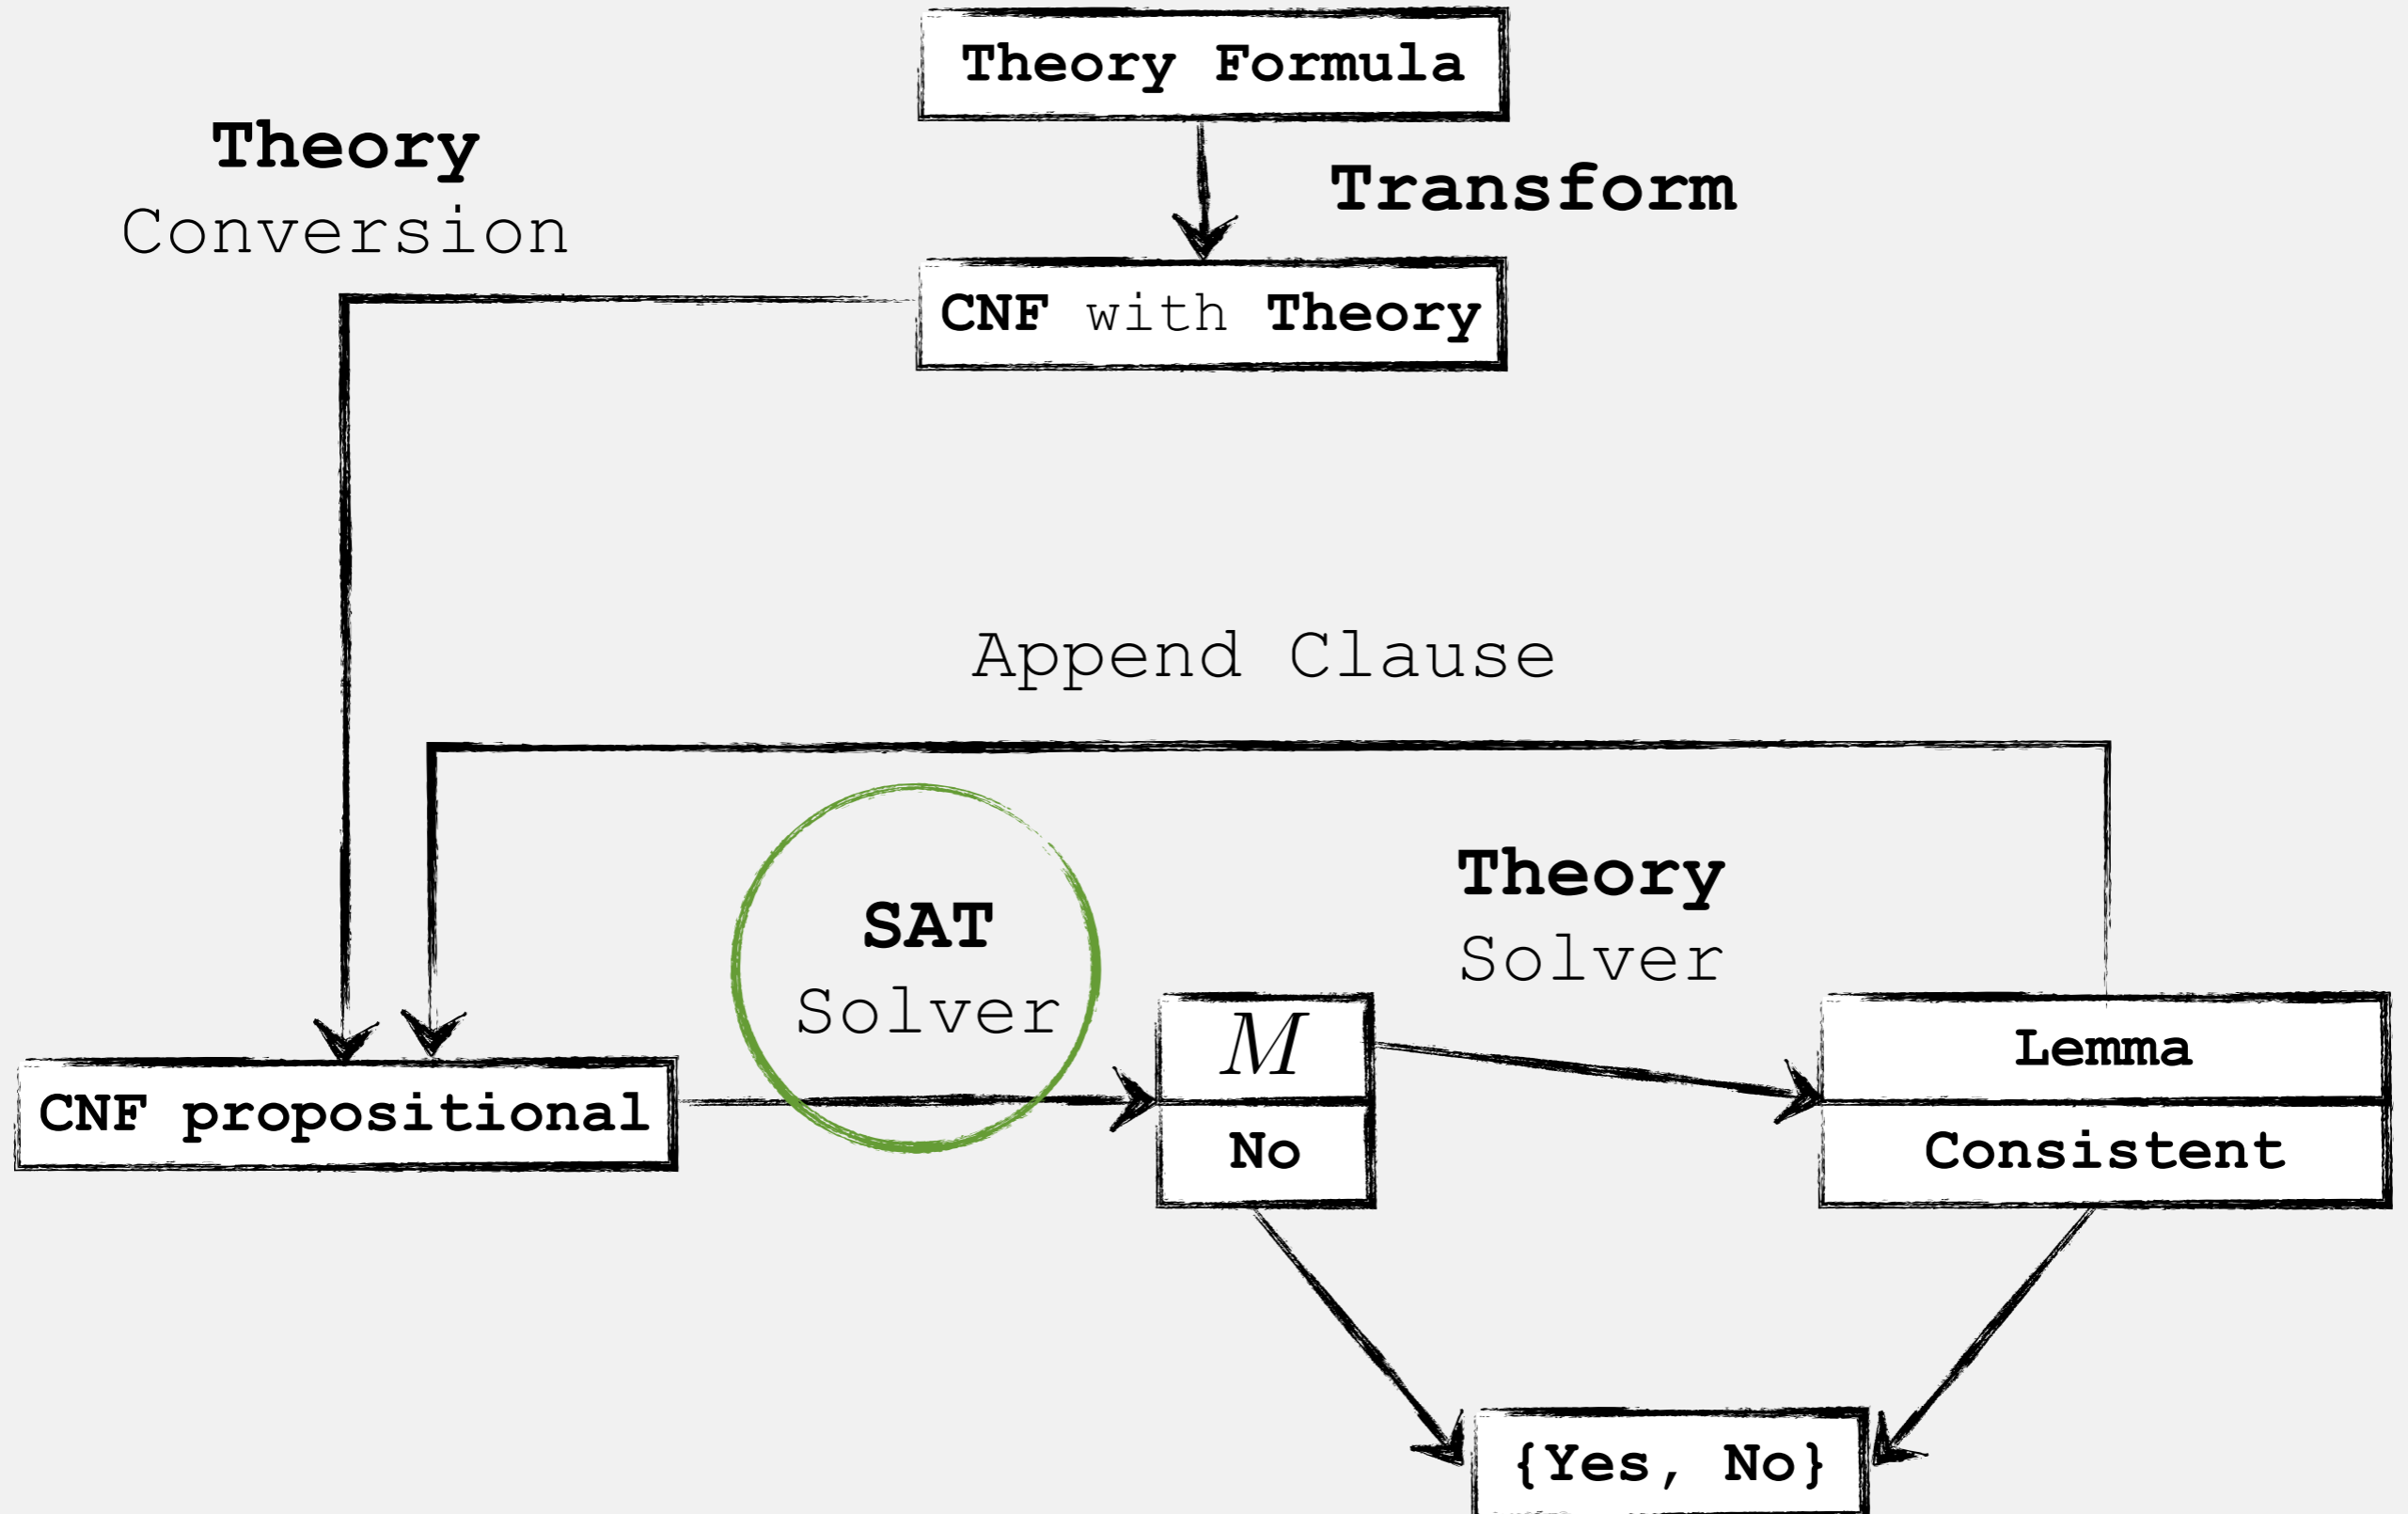 Theory Formula
Theory
Conversion
Transform
CNF with Theory
Append Clause
SAT
Solver
Theory
Solver
M
No
Lemma
Consistent
CNF propositional
{Yes, No}